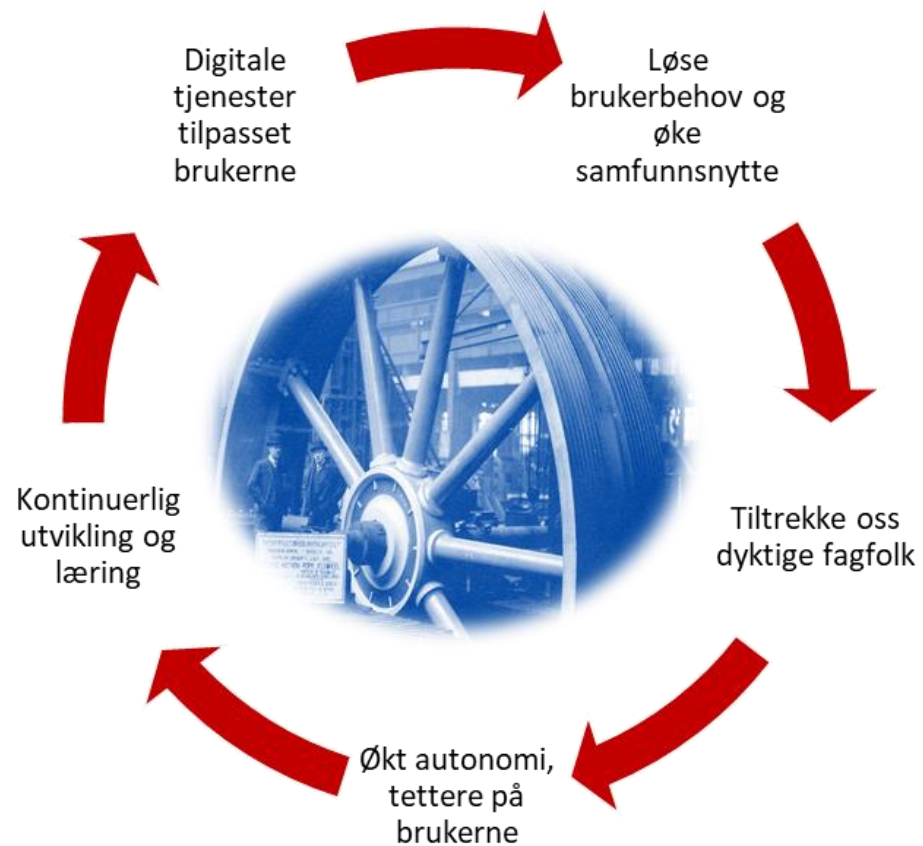 Digitale
tjenester
tilpasset
brukerne
Løse
brukerbehov og
øke
samfunnsnytte
Tiltrekke oss
dyktige fagfolk
Økt autonomi,
tettere på
brukerne
Kontinuerlig
utvikling og
læring